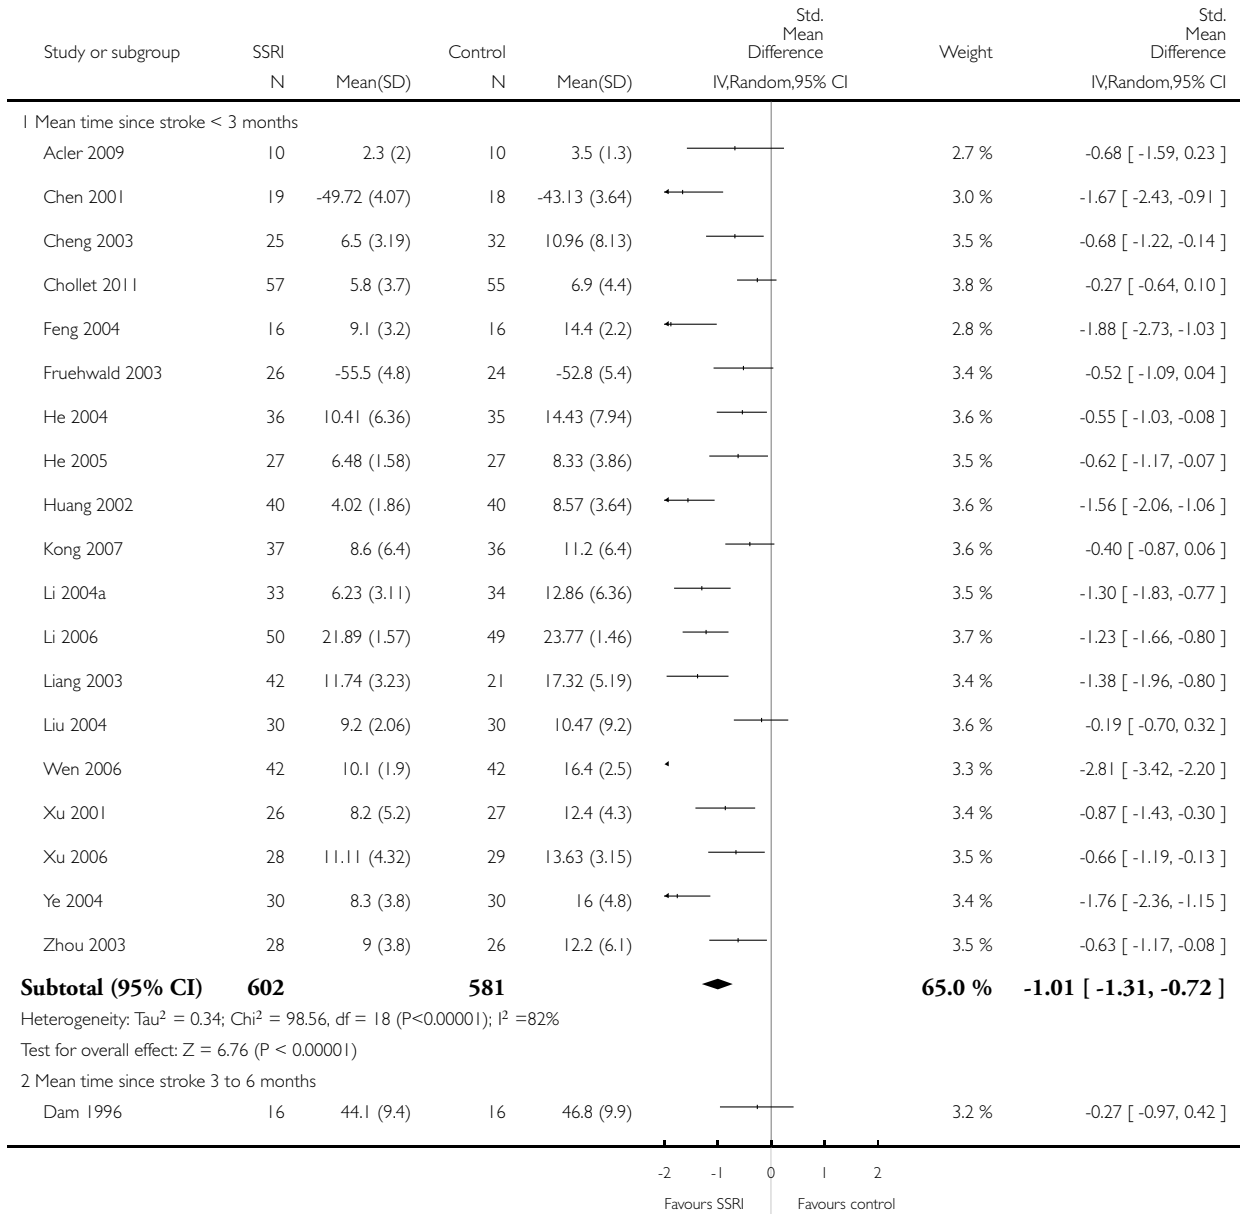 Std. Mean Difference Std. Mean Difference
Study or subgroup SSRI Control Weight
N Mean(SD) N Mean(SD) IV,Random,95% CI IV,Random,95% CI
1 Mean time since stroke < 3 months
Acler 2009 10 2.3 (2) 10 3.5 (1.3) 2.7 % -0.68 [ -1.59, 0.23 ]
Chen 2001 19 -49.72 (4.07) 18 -43.13 (3.64) 3.0 % -1.67 [ -2.43, -0.91 ]
Cheng 2003 25 6.5 (3.19) 32 10.96 (8.13) 3.5 % -0.68 [ -1.22, -0.14 ]
Chollet 2011 57 5.8 (3.7) 55 6.9 (4.4) 3.8 % -0.27 [ -0.64, 0.10 ]
Feng 2004 16 9.1 (3.2) 16 14.4 (2.2) 2.8 % -1.88 [ -2.73, -1.03 ]
Fruehwald 2003 26 -55.5 (4.8) 24 -52.8 (5.4) 3.4 % -0.52 [ -1.09, 0.04 ]
He 2004 36 10.41 (6.36) 35 14.43 (7.94) 3.6 % -0.55 [ -1.03, -0.08 ]
He 2005 27 6.48 (1.58) 27 8.33 (3.86) 3.5 % -0.62 [ -1.17, -0.07 ]
Huang 2002 40 4.02 (1.86) 40 8.57 (3.64) 3.6 % -1.56 [ -2.06, -1.06 ]
Kong 2007 37 8.6 (6.4) 36 11.2 (6.4) 3.6 % -0.40 [ -0.87, 0.06 ]
Li 2004a 33 6.23 (3.11) 34 12.86 (6.36) 3.5 % -1.30 [ -1.83, -0.77 ]
Li 2006 50 21.89 (1.57) 49 23.77 (1.46) 3.7 % -1.23 [ -1.66, -0.80 ]
Liang 2003 42 11.74 (3.23) 21 17.32 (5.19) 3.4 % -1.38 [ -1.96, -0.80 ]
Liu 2004 30 9.2 (2.06) 30 10.47 (9.2) 3.6 % -0.19 [ -0.70, 0.32 ]
Wen 2006 42 10.1 (1.9) 42 16.4 (2.5) 3.3 % -2.81 [ -3.42, -2.20 ]
Xu 2001 26 8.2 (5.2) 27 12.4 (4.3) 3.4 % -0.87 [ -1.43, -0.30 ]
Xu 2006 28 11.11 (4.32) 29 13.63 (3.15) 3.5 % -0.66 [ -1.19, -0.13 ]
Ye 2004 30 8.3 (3.8) 30 16 (4.8) 3.4 % -1.76 [ -2.36, -1.15 ]
Zhou 2003 28 9 (3.8) 26 12.2 (6.1) 3.5 % -0.63 [ -1.17, -0.08 ]
Subtotal (95% CI) 602 581 65.0 % -1.01 [ -1.31, -0.72 ]
Heterogeneity: Tau² = 0.34; Chi² = 98.56, df = 18 (P<0.00001); I² =82%
Test for overall effect: Z = 6.76 (P < 0.00001)
2 Mean time since stroke 3 to 6 months
Dam 1996 16 44.1 (9.4) 16 46.8 (9.9) 3.2 % -0.27 [ -0.97, 0.42 ]
-2 -1 0 1 2
Favours SSRI Favours control